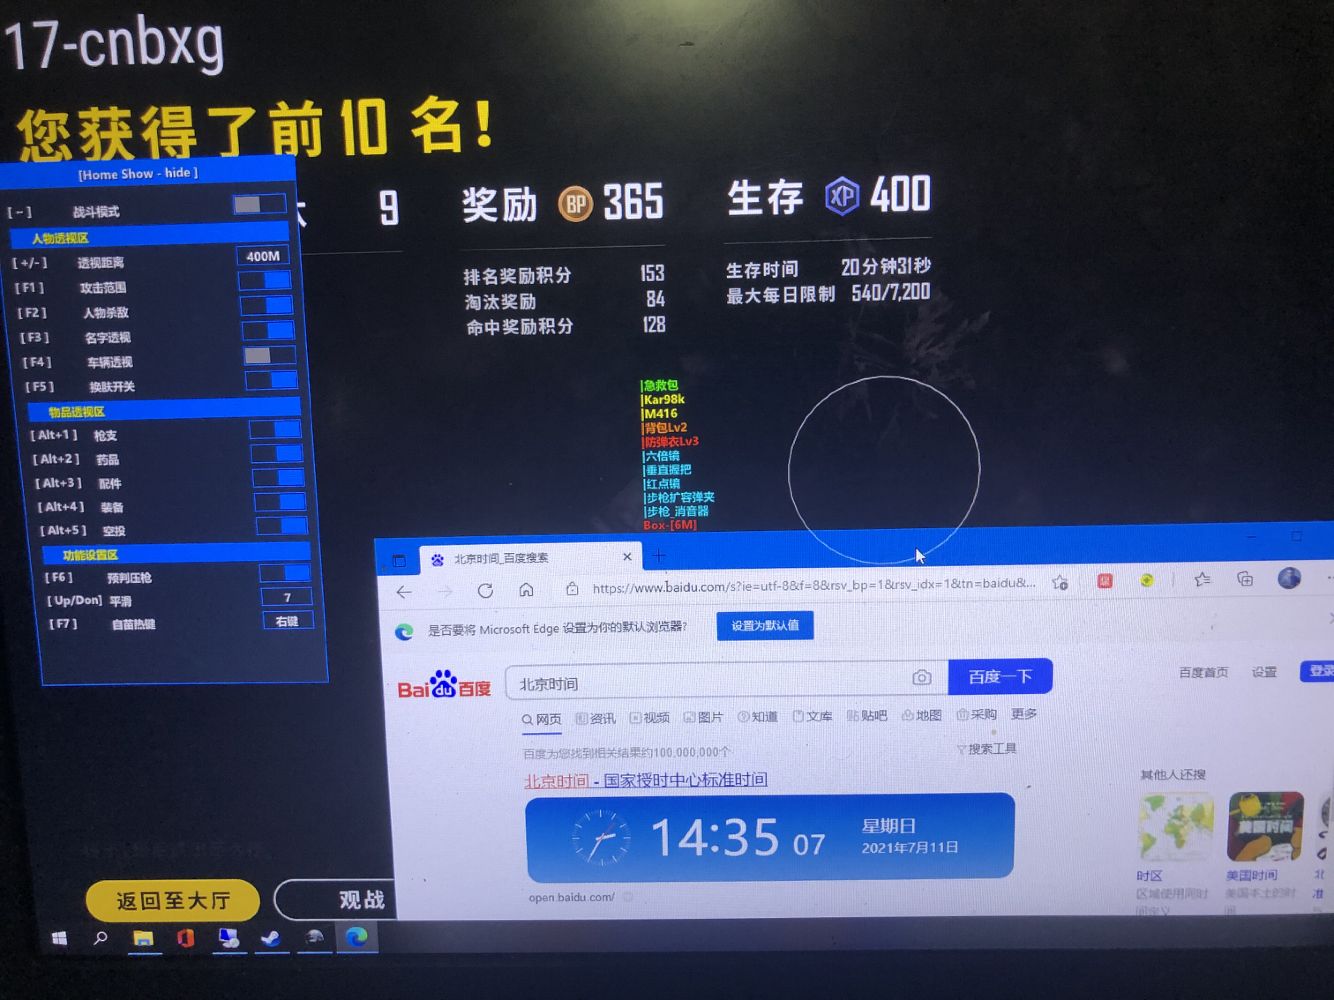 17-cnbxg
您获得了前10名!
[Home Show - hide ]
[ - ] 战斗模式
人物透视区
[ +/- ] 透视距离 400M
[ F1 ] 攻击范围
[ F2 ] 人物杀敌
[ F3 ] 名字透视
[ F4 ] 车辆透视
[ F5 ] 换肤开关
物品透视区
[ Alt+1 ] 枪支
[ Alt+2 ] 药品
[ Alt+3 ] 配件
[ Alt+4 ] 装备
[ Alt+5 ] 空投
功能设置区
[ F6 ] 预判压枪
[ Up/Don] 平滑 7
[ F7 ] 自苗热键 右键
9
奖励 BP 365
排名奖励积分 153
淘汰奖励 84
命中奖励积分 128
生存 XP 400
生存时间 20分钟31秒
最大每日限制 540/7,200
|急救包
|Kar98k
|M416
|背包Lv2
|防弹衣Lv3
|六倍镜
|垂直握把
|红点镜
|步枪扩容弹夹
|步枪_消音器
Box-[6M]
北京时间_百度搜索
https://www.baidu.com/s?ie=utf-8&f=8&rsv_bp=1&rsv_idx=1&tn=baidu&...
是否要将 Microsoft Edge 设置为你的默认浏览器? 设置为默认值
Bai du 百度 北京时间 百度一下
百度首页 设置 登录
网页 资讯 视频 图片 知道 文库 贴吧 地图 采购 更多
百度为您找到相关结果约100,000,000个 搜索工具
北京时间 - 国家授时中心标准时间
14:35 07
星期日
2021年7月11日
open.baidu.com/
其他人还搜
时区 美国时间
区域使用同时 美国本土的时
间定义 间
返回至大厅 观战